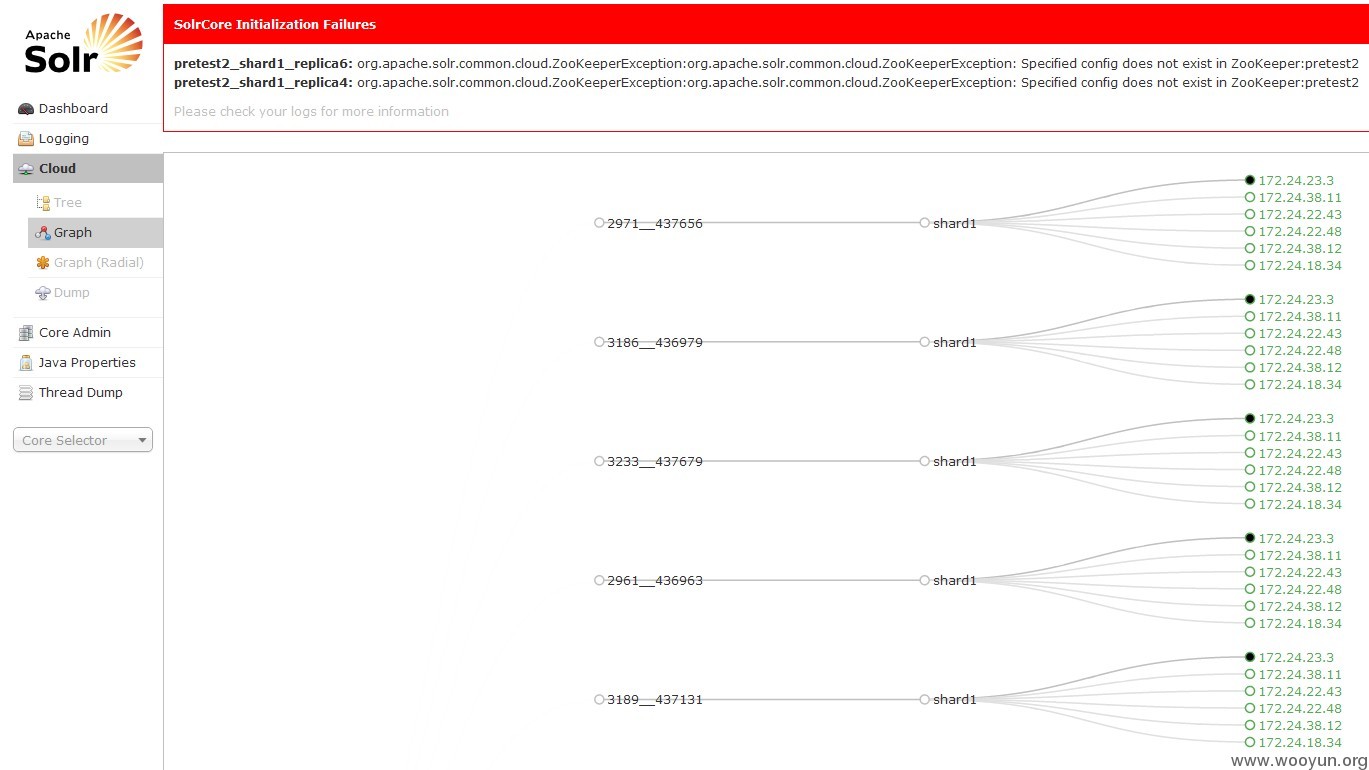 Apache
Solr
Dashboard
Logging
Cloud
Tree
Graph
Graph (Radial)
Dump
Core Admin
Java Properties
Thread Dump
Core Selector
SolrCore Initialization Failures
pretest2_shard1_replica6: org.apache.solr.common.cloud.ZooKeeperException:org.apache.solr.common.cloud.ZooKeeperException: Specified config does not exist in ZooKeeper:pretest2
pretest2_shard1_replica4: org.apache.solr.common.cloud.ZooKeeperException:org.apache.solr.common.cloud.ZooKeeperException: Specified config does not exist in ZooKeeper:pretest2
Please check your logs for more information
2971__437656
shard1
172.24.23.3
172.24.38.11
172.24.22.43
172.24.22.48
172.24.38.12
172.24.18.34
3186__436979
shard1
172.24.23.3
172.24.38.11
172.24.22.43
172.24.22.48
172.24.38.12
172.24.18.34
3233__437679
shard1
172.24.23.3
172.24.38.11
172.24.22.43
172.24.22.48
172.24.38.12
172.24.18.34
2961__436963
shard1
172.24.23.3
172.24.38.11
172.24.22.43
172.24.22.48
172.24.38.12
172.24.18.34
3189__437131
shard1
172.24.23.3
172.24.38.11
172.24.22.43
172.24.22.48
172.24.38.12
172.24.18.34
www.wooyun.org